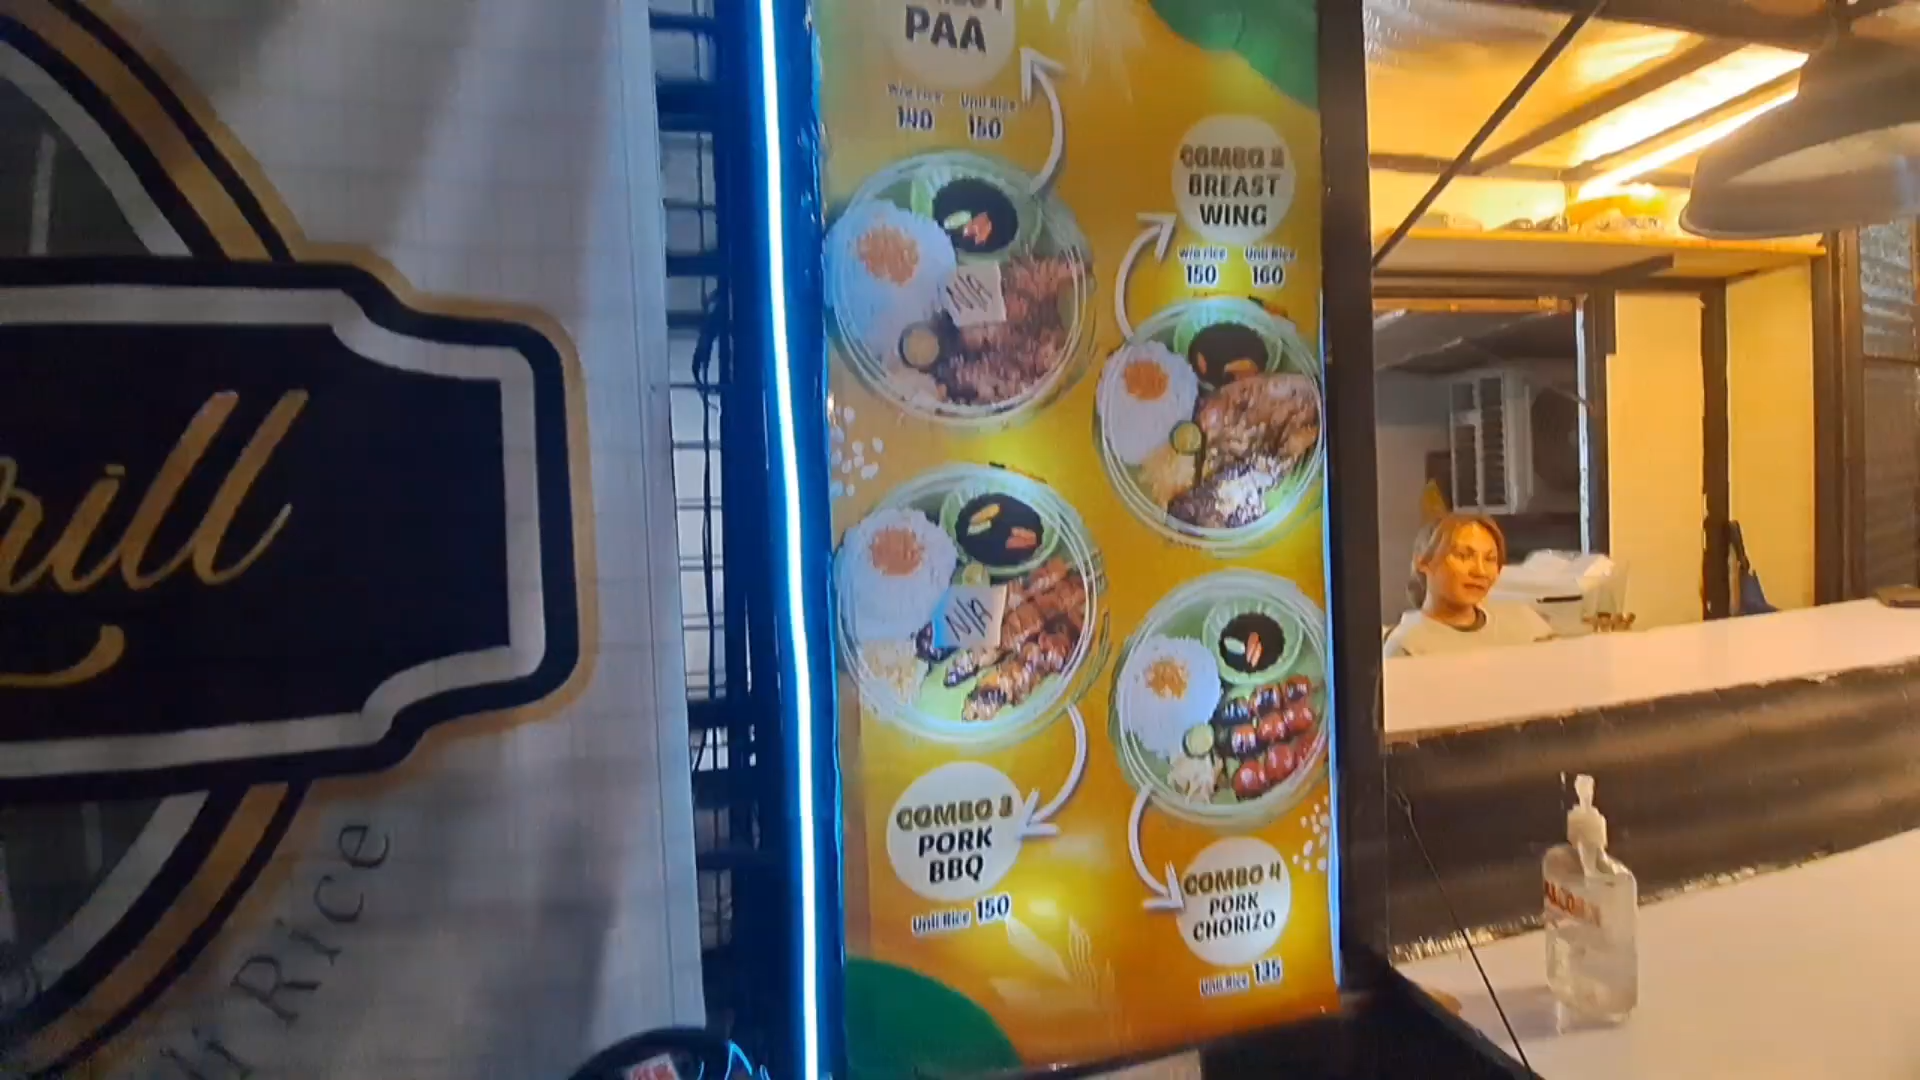 rill
Rice
PAA
w/o rice Unli Rice
140 150
N/A
COMBO 2
BREAST
WING
w/o rice Unli Rice
150 160
N/A
COMBO 3
PORK
BBQ
Unli Rice 150
COMBO 4
PORK
CHORIZO
Unli Rice 135